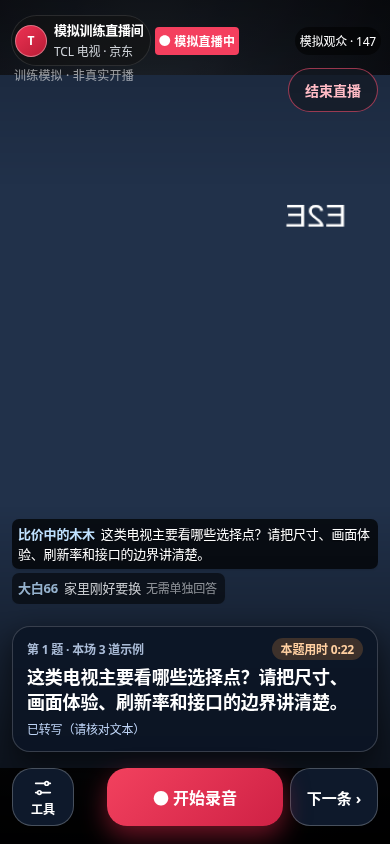 T
模拟训练直播间
TCL 电视 · 京东
模拟直播中
模拟观众 · 147
训练模拟 · 非真实开播
结束直播
E2E
比价中的木木 这类电视主要看哪些选择点？请把尺寸、画面体
验、刷新率和接口的边界讲清楚。
大白66 家里刚好要换 无需单独回答
第 1 题 · 本场 3 道示例
本题用时 0:22
这类电视主要看哪些选择点？请把尺寸、
画面体验、刷新率和接口的边界讲清楚。
已转写（请核对文本）
工具
开始录音
下一条 ›